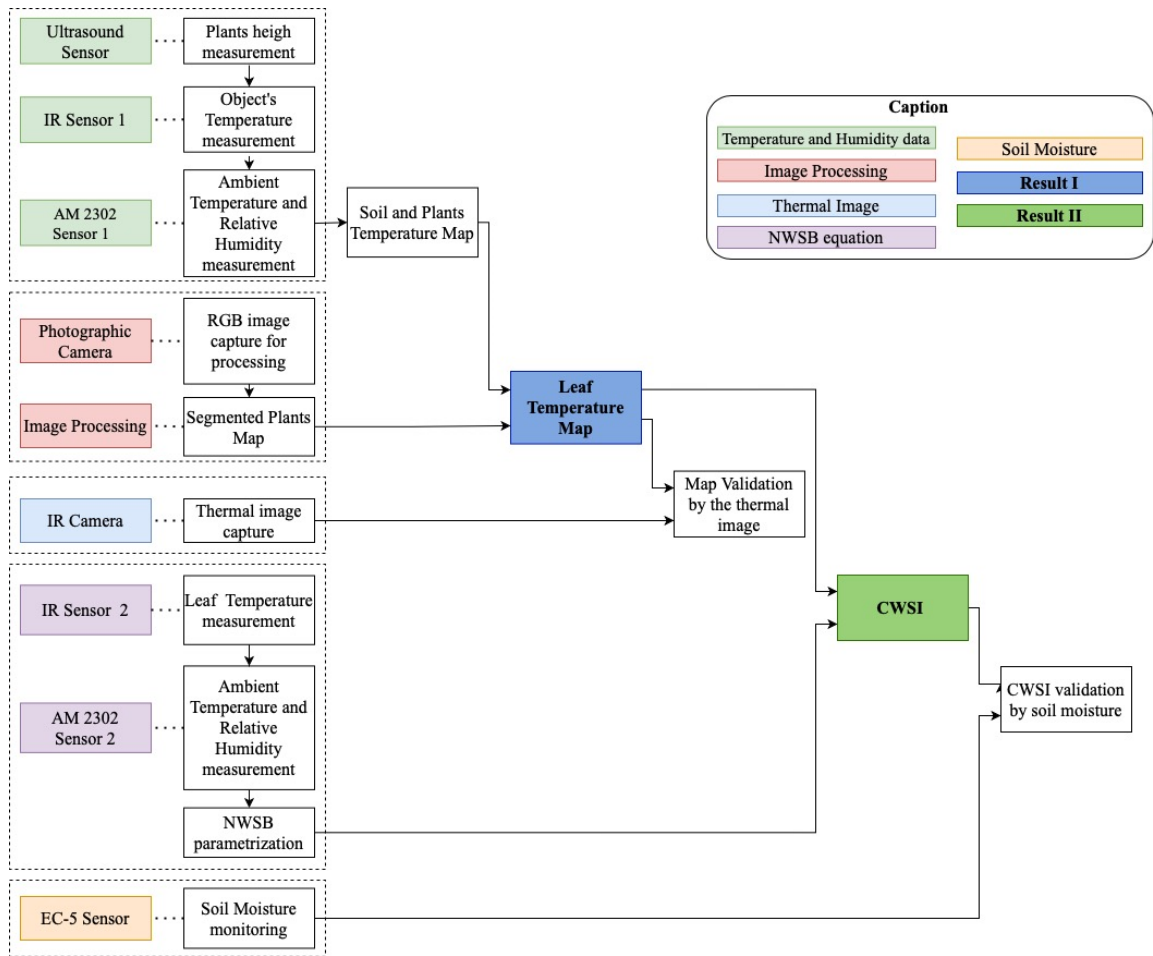 Ultrasound
Sensor
Plants heigh
measurement
IR Sensor 1
Object's
Temperature
measurement
AM 2302
Sensor 1
Ambient
Temperature and
Relative
Humidity
measurement
Soil and Plants
Temperature Map
Caption
Temperature and Humidity data
Image Processing
Thermal Image
NWSB equation
Soil Moisture
Result I
Result II
Photographic
Camera
RGB image
capture for
processing
Image Processing
Segmented Plants
Map
Leaf
Temperature
Map
IR Camera
Thermal image
capture
Map Validation
by the thermal
image
IR Sensor 2
Leaf Temperature
measurement
AM 2302
Sensor 2
Ambient
Temperature and
Relative
Humidity
measurement
NWSB
parametrization
CWSI
CWSI validation
by soil moisture
EC-5 Sensor
Soil Moisture
monitoring